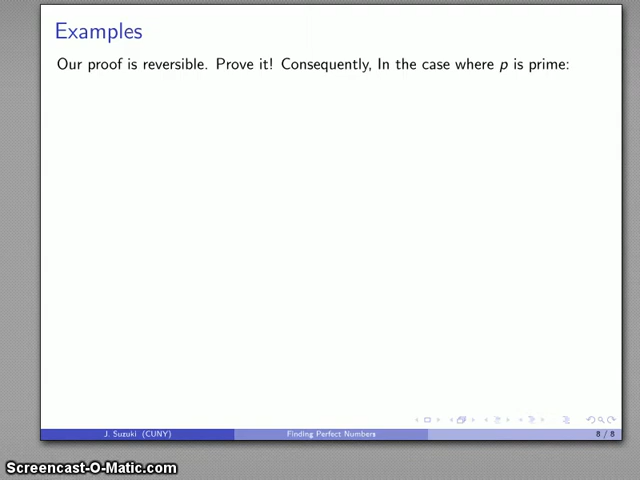 Examples
Our proof is reversible. Prove it! Consequently, In the case where p is prime:
J. Suzuki (CUNY)
Finding Perfect Numbers
8 / 8
Screencast-O-Matic.com